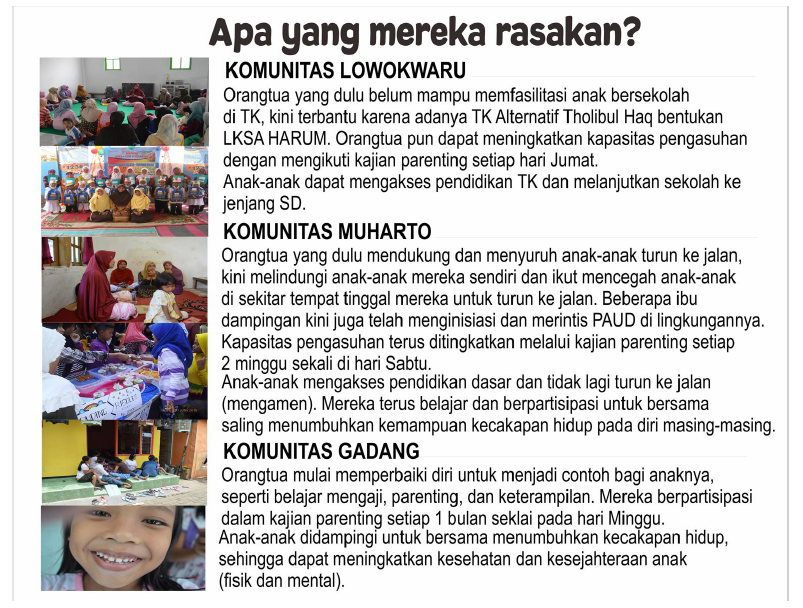 Apa yang mereka rasakan?
KOMUNITAS LOWOKWARU
Orangtua yang dulu belum mampu memfasilitasi anak bersekolah
di TK, kini terbantu karena adanya TK Alternatif Tholibul Haq bentukan
LKSA HARUM. Orangtua pun dapat meningkatkan kapasitas pengasuhan
dengan mengikuti kajian parenting setiap hari Jumat.
Anak-anak dapat mengakses pendidikan TK dan melanjutkan sekolah ke
jenjang SD.
KOMUNITAS MUHARTO
Orangtua yang dulu mendukung dan menyuruh anak-anak turun ke jalan,
kini melindungi anak-anak mereka sendiri dan ikut mencegah anak-anak
di sekitar tempat tinggal mereka untuk turun ke jalan. Beberapa ibu
dampingan kini juga telah menginisiasi dan merintis PAUD di lingkungannya.
Kapasitas pengasuhan terus ditingkatkan melalui kajian parenting setiap
2 minggu sekali di hari Sabtu.
Anak-anak mengakses pendidikan dasar dan tidak lagi turun ke jalan
(mengamen). Mereka terus belajar dan berpartisipasi untuk bersama
saling menumbuhkan kemampuan kecakapan hidup pada diri masing-masing.
KOMUNITAS GADANG
Orangtua mulai memperbaiki diri untuk menjadi contoh bagi anaknya,
seperti belajar mengaji, parenting, dan keterampilan. Mereka berpartisipasi
dalam kajian parenting setiap 1 bulan seklai pada hari Minggu.
Anak-anak didampingi untuk bersama menumbuhkan kecakapan hidup,
sehingga dapat meningkatkan kesehatan dan kesejahteraan anak
(fisik dan mental).